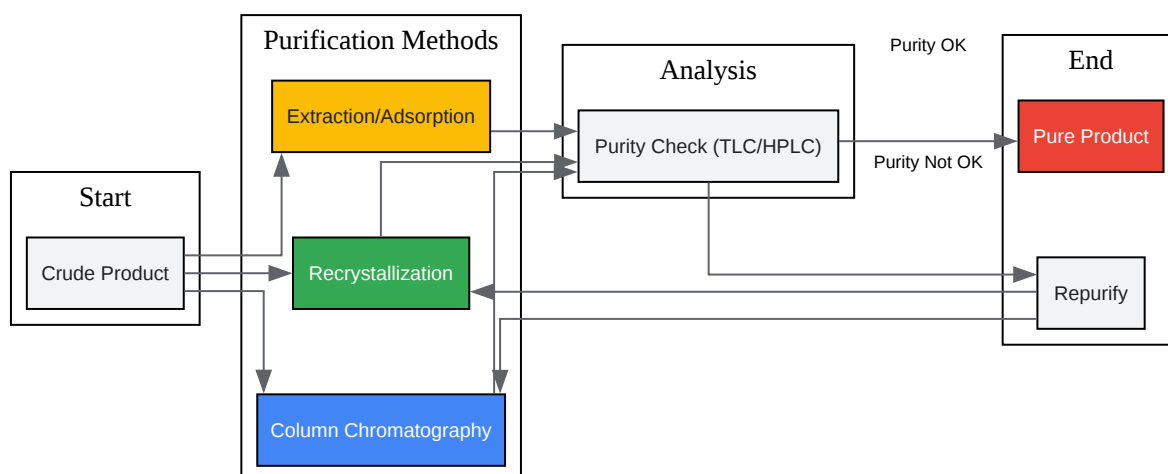 Purification Methods
Extraction/Adsorption
Recrystallization
Column Chromatography
Start
Crude Product
Analysis
Purity Check (TLC/HPLC)
Purity OK
Purity Not OK
End
Pure Product
Repurify